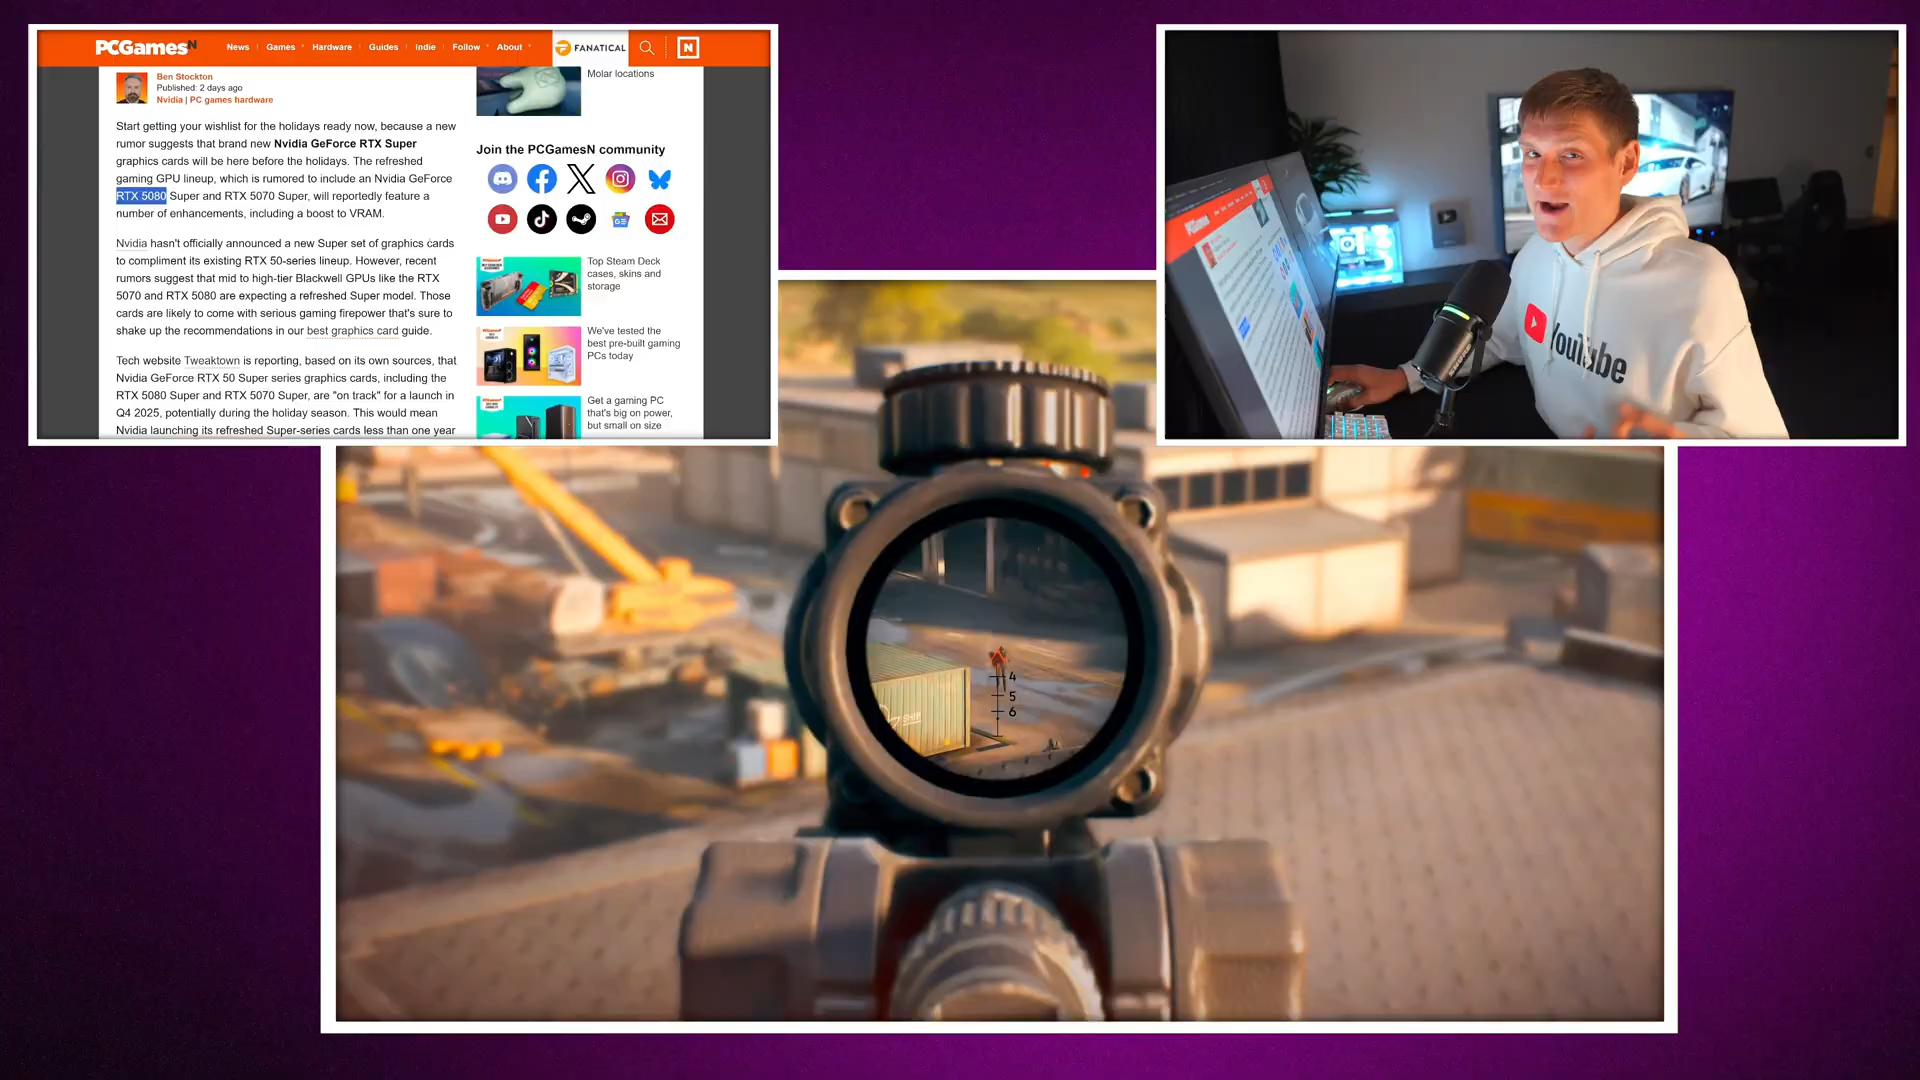 PCGamesN
News
Games
Hardware
Guides
Indie
Follow
About
FANATICAL
N
Ben Stockton
Published: 2 days ago
Nvidia | PC games hardware
Start getting your wishlist for the holidays ready now, because a new
rumor suggests that brand new Nvidia GeForce RTX Super
graphics cards will be here before the holidays. The refreshed
gaming GPU lineup, which is rumored to include an Nvidia GeForce
RTX 5080 Super and RTX 5070 Super, will reportedly feature a
number of enhancements, including a boost to VRAM.
Nvidia hasn't officially announced a new Super set of graphics cards
to compliment its existing RTX 50-series lineup. However, recent
rumors suggest that mid to high-tier Blackwell GPUs like the RTX
5070 and RTX 5080 are expecting a refreshed Super model. Those
cards are likely to come with serious gaming firepower that's sure to
shake up the recommendations in our best graphics card guide.
Tech website Tweaktown is reporting, based on its own sources, that
Nvidia GeForce RTX 50 Super series graphics cards, including the
RTX 5080 Super and RTX 5070 Super, are "on track" for a launch in
Q4 2025, potentially during the holiday season. This would mean
Nvidia launching its refreshed Super-series cards less than one year
Molar locations
Join the PCGamesN community
Top Steam Deck
cases, skins and
storage
We've tested the
best pre-built gaming
PCs today
Get a gaming PC
that's big on power,
but small on size
YouTube
4
5
6
SHIP